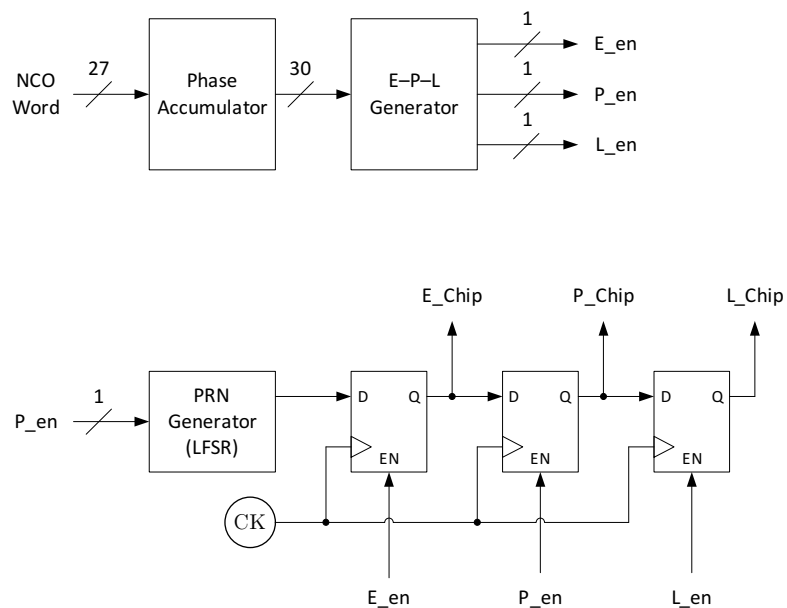 NCO
Word
27
Phase
Accumulator
30
E–P–L
Generator
1
E_en
1
P_en
1
L_en
E_Chip
P_Chip
L_Chip
P_en
1
PRN
Generator
(LFSR)
D
Q
EN
D
Q
EN
D
Q
EN
CK
E_en
P_en
L_en